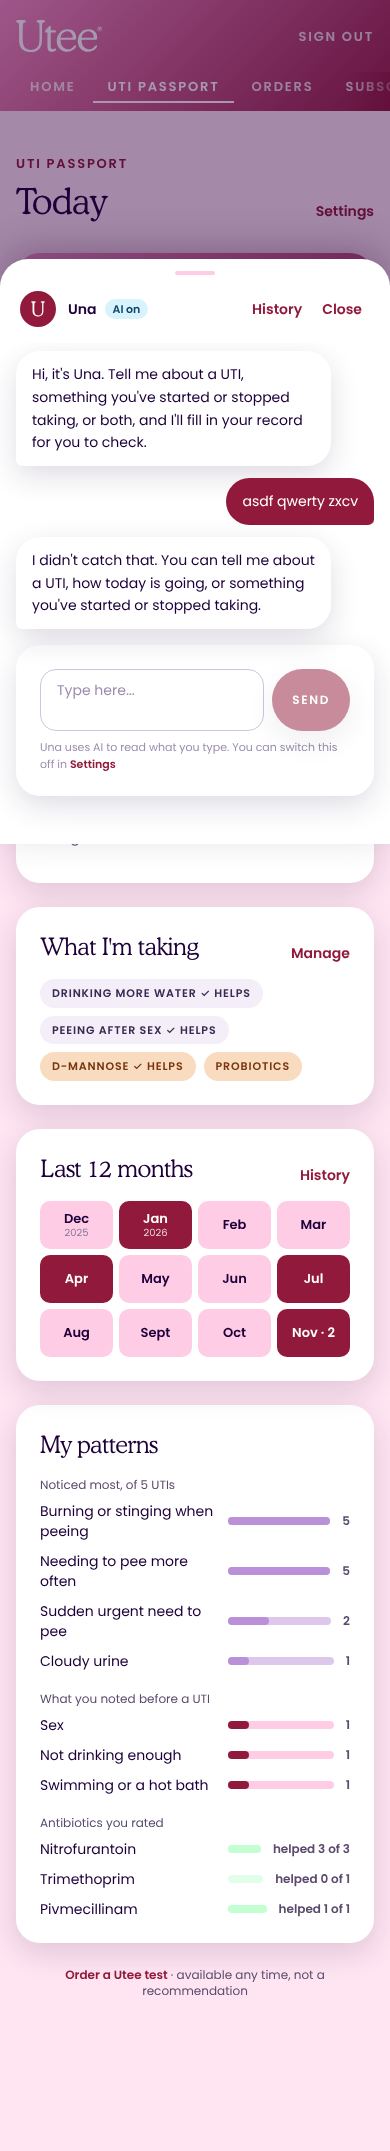 Utee
SIGN OUT
HOME UTI PASSPORT ORDERS
UTI PASSPORT
Today
Settings
U Una AI on History Close
Hi, it's Una. Tell me about a UTI,
something you've started or stopped
taking, or both, and I'll fill in your record
for you to check.
asdf qwerty zxcv
I didn't catch that. You can tell me about
a UTI, how today is going, or something
you've started or stopped taking.
Type here...
SEND
Una uses AI to read what you type. You can switch this
off in Settings
What I'm taking
Manage
DRINKING MORE WATER ✓ HELPS
PEEING AFTER SEX ✓ HELPS
D-MANNOSE ✓ HELPS PROBIOTICS
Last 12 months
History
Dec Jan Feb Mar
2025 2026
Apr May Jun Jul
Aug Sept Oct Nov · 2
My patterns
Noticed most, of 5 UTIs
Burning or stinging when
peeing
5
Needing to pee more
often
5
Sudden urgent need to
pee
2
Cloudy urine 1
What you noted before a UTI
Sex 1
Not drinking enough 1
Swimming or a hot bath 1
Antibiotics you rated
Nitrofurantoin helped 3 of 3
Trimethoprim helped 0 of 1
Pivmecillinam helped 1 of 1
Order a Utee test · available any time, not a
recommendation